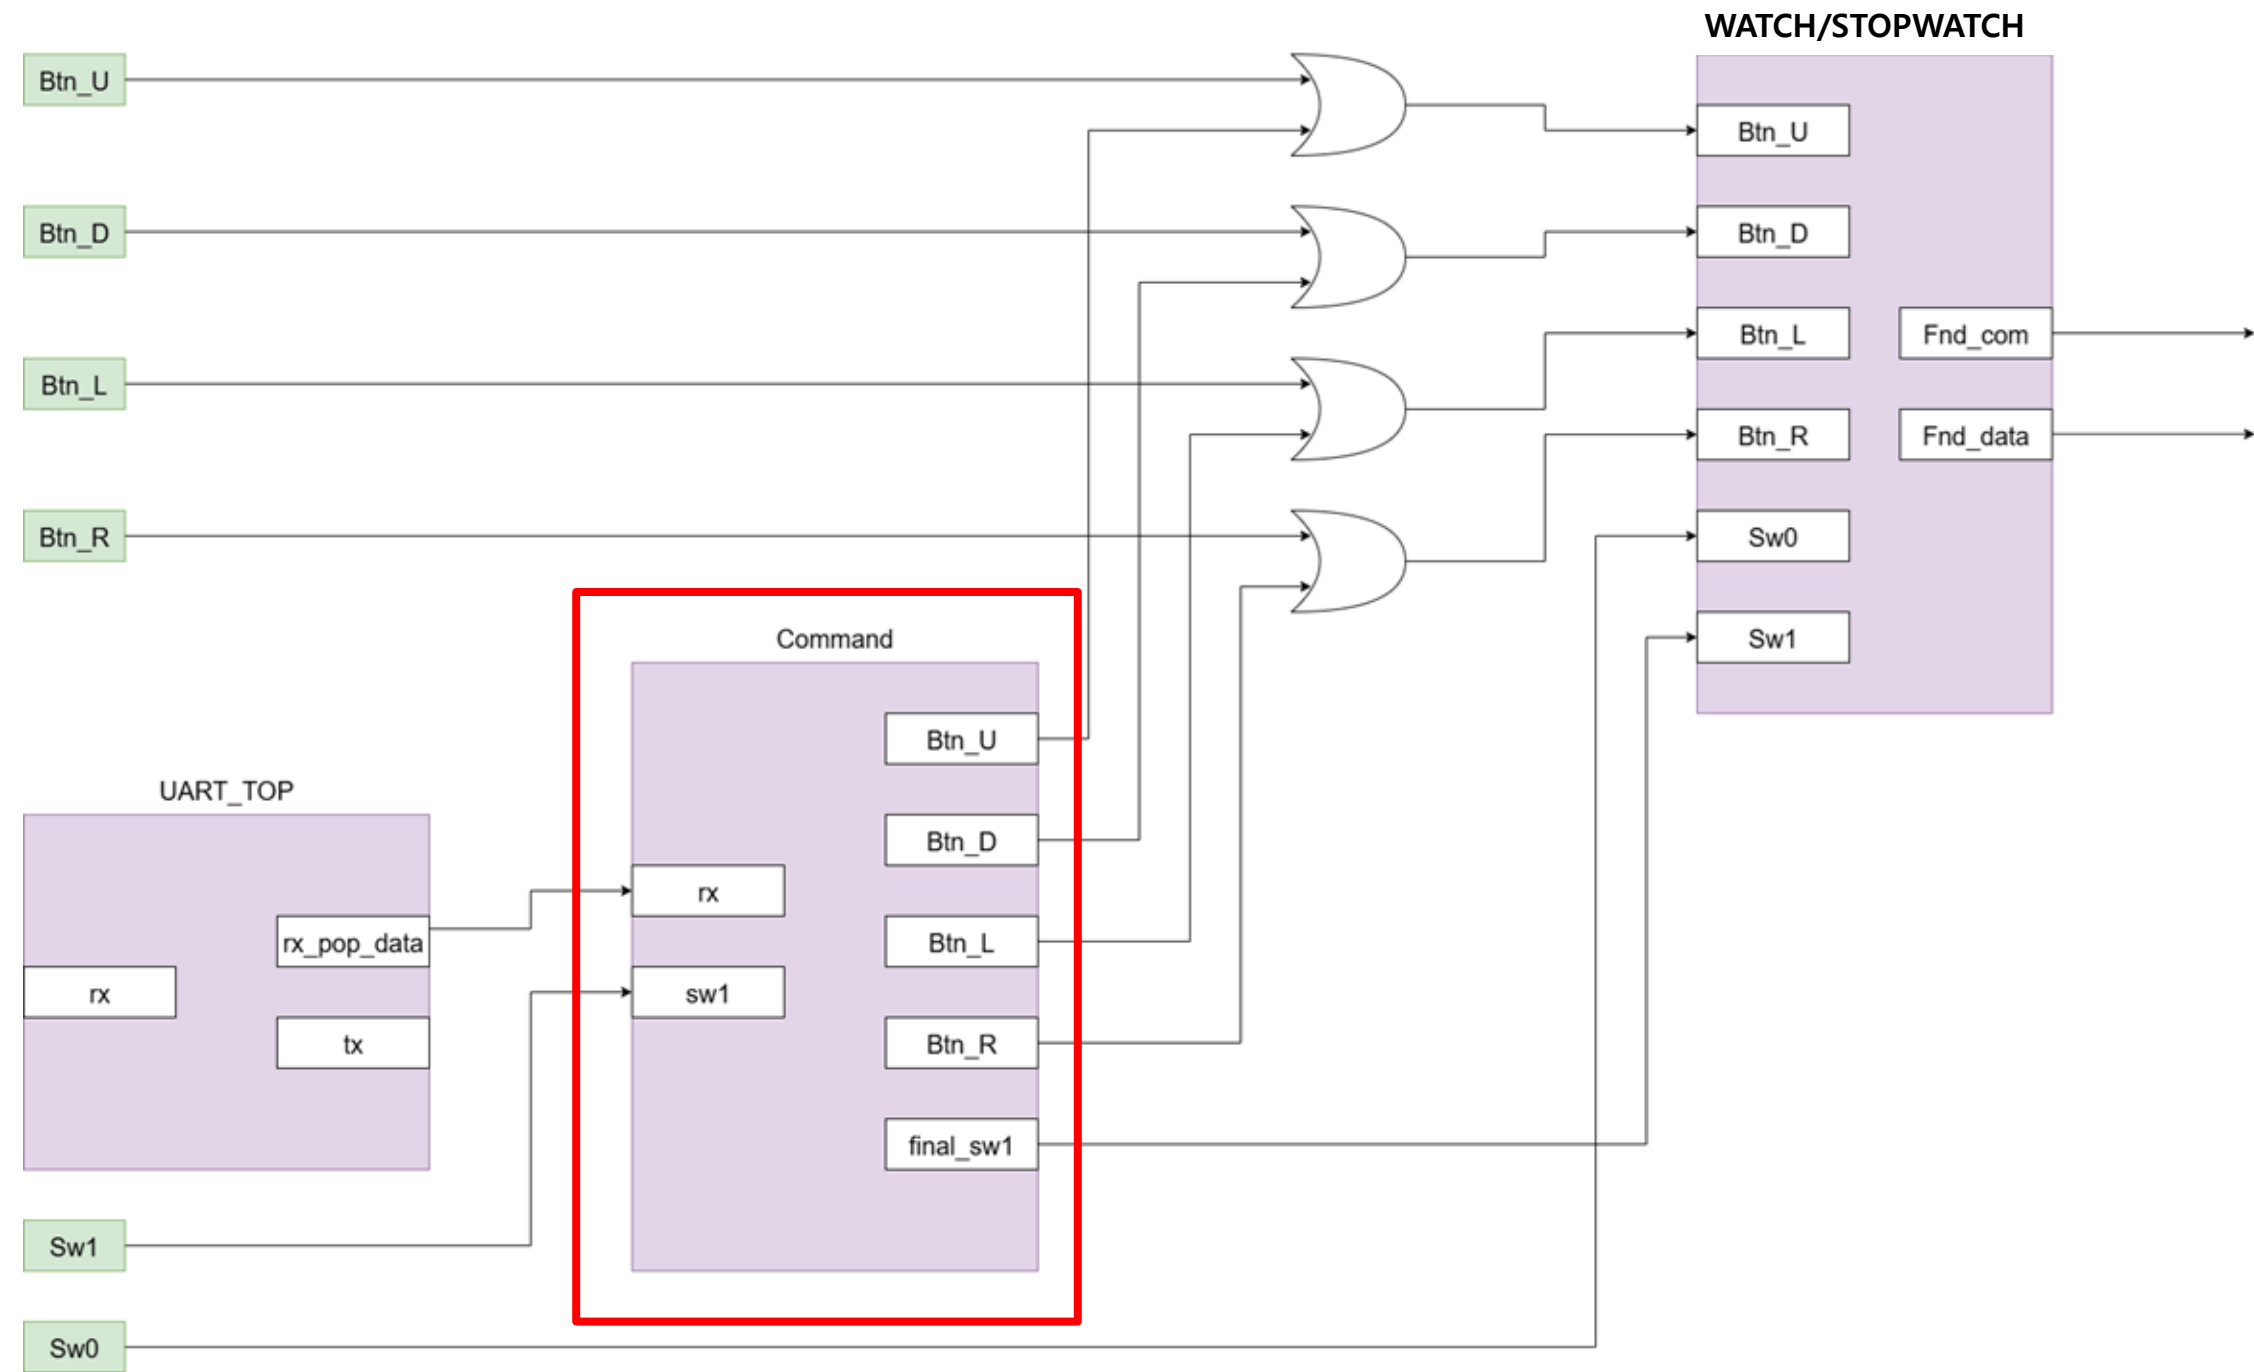 WATCH/STOPWATCH
Btn_U
Btn_D
Btn_L
Btn_R
Btn_U
Btn_D
Btn_L
Btn_R
Sw0
Sw1
Fnd_com
Fnd_data
Command
rx
sw1
Btn_U
Btn_D
Btn_L
Btn_R
final_sw1
UART_TOP
rx
rx_pop_data
tx
Sw1
Sw0